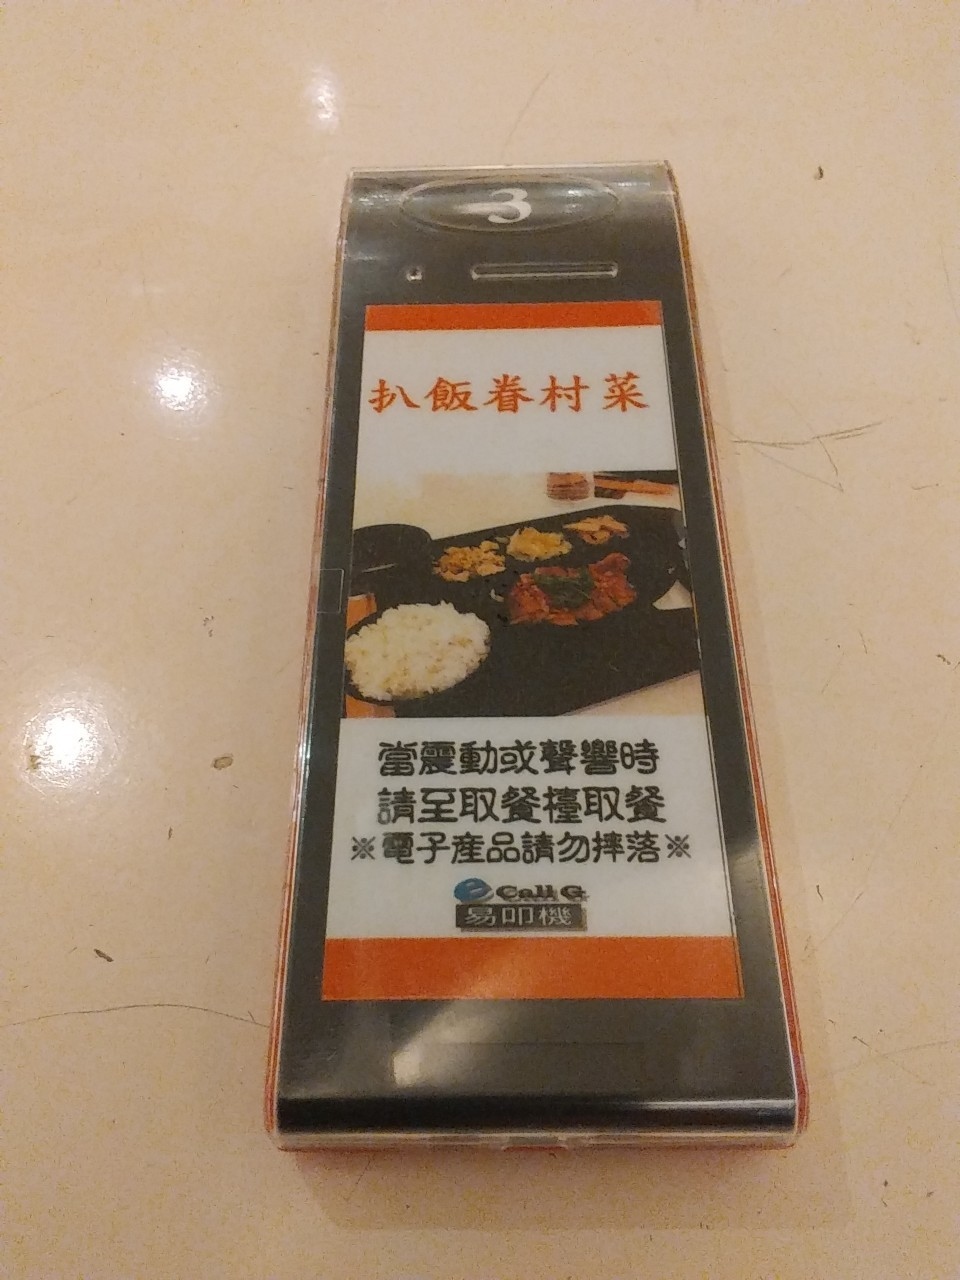 3
扒飯眷村菜
當震動或聲響時
請至取餐檯取餐
※電子産品請勿摔落※
e Call G
易叩機